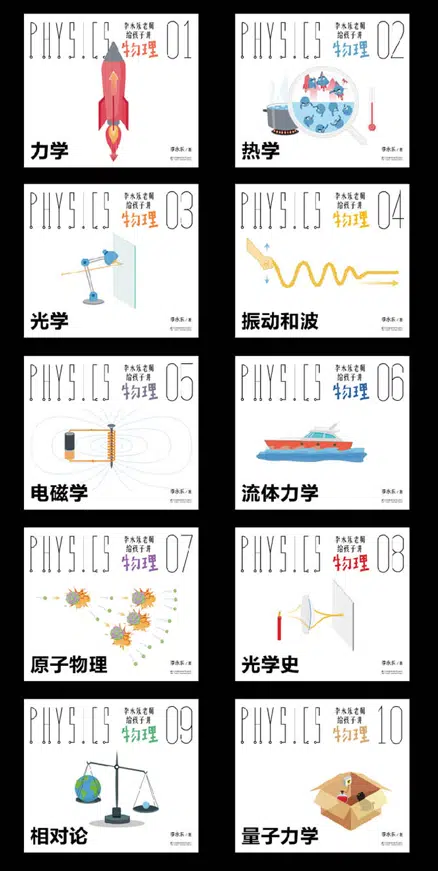 PHYSICS
李永乐老师
给孩子讲
物理
01
力学
李永乐 / 著
PHYSICS
李永乐老师
给孩子讲
物理
02
热学
李永乐 / 著
PHYSICS
李永乐老师
给孩子讲
物理
03
光学
李永乐 / 著
PHYSICS
李永乐老师
给孩子讲
物理
04
振动和波
李永乐 / 著
PHYSICS
李永乐老师
给孩子讲
物理
05
电磁学
李永乐 / 著
PHYSICS
李永乐老师
给孩子讲
物理
06
流体力学
李永乐 / 著
PHYSICS
李永乐老师
给孩子讲
物理
07
原子物理
李永乐 / 著
PHYSICS
李永乐老师
给孩子讲
物理
08
光学史
李永乐 / 著
PHYSICS
李永乐老师
给孩子讲
物理
09
相对论
李永乐 / 著
PHYSICS
李永乐老师
给孩子讲
物理
10
量子力学
李永乐 / 著